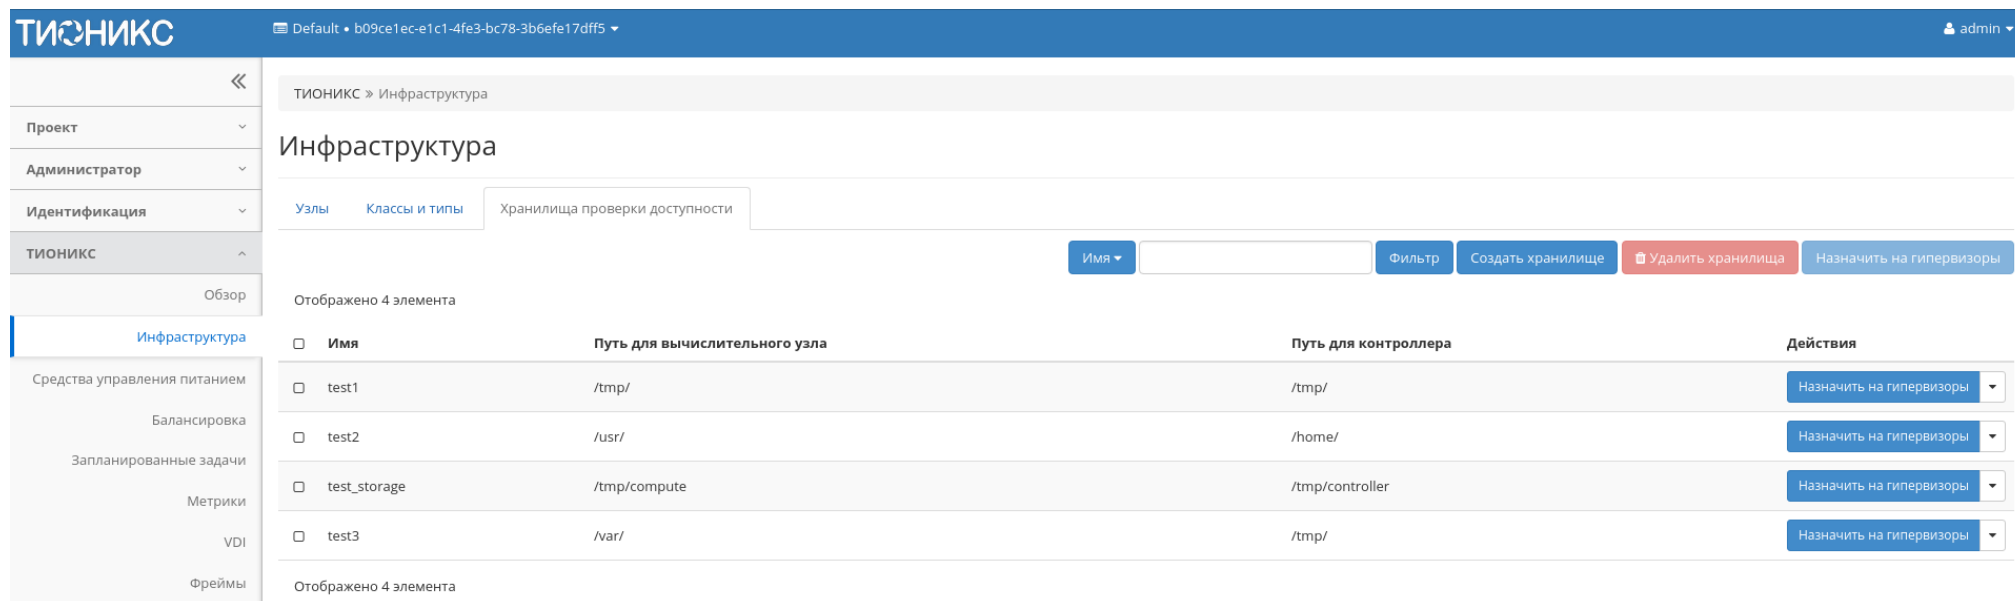 ТИОНИКС
Default • b09ce1ec-e1c1-4fe3-bc78-3b6efe17dff5
admin
ТИОНИКС » Инфраструктура
Проект
Администратор
Идентификация
ТИОНИКС
Обзор
Инфраструктура
Средства управления питанием
Балансировка
Запланированные задачи
Метрики
VDI
Фреймы
Инфраструктура
Узлы Классы и типы Хранилища проверки доступности
Имя Фильтр Создать хранилище Удалить хранилища Назначить на гипервизоры
Отображено 4 элемента
Имя Путь для вычислительного узла Путь для контроллера Действия
test1 /tmp/ /tmp/ Назначить на гипервизоры
test2 /usr/ /home/ Назначить на гипервизоры
test_storage /tmp/compute /tmp/controller Назначить на гипервизоры
test3 /var/ /tmp/ Назначить на гипервизоры
Отображено 4 элемента